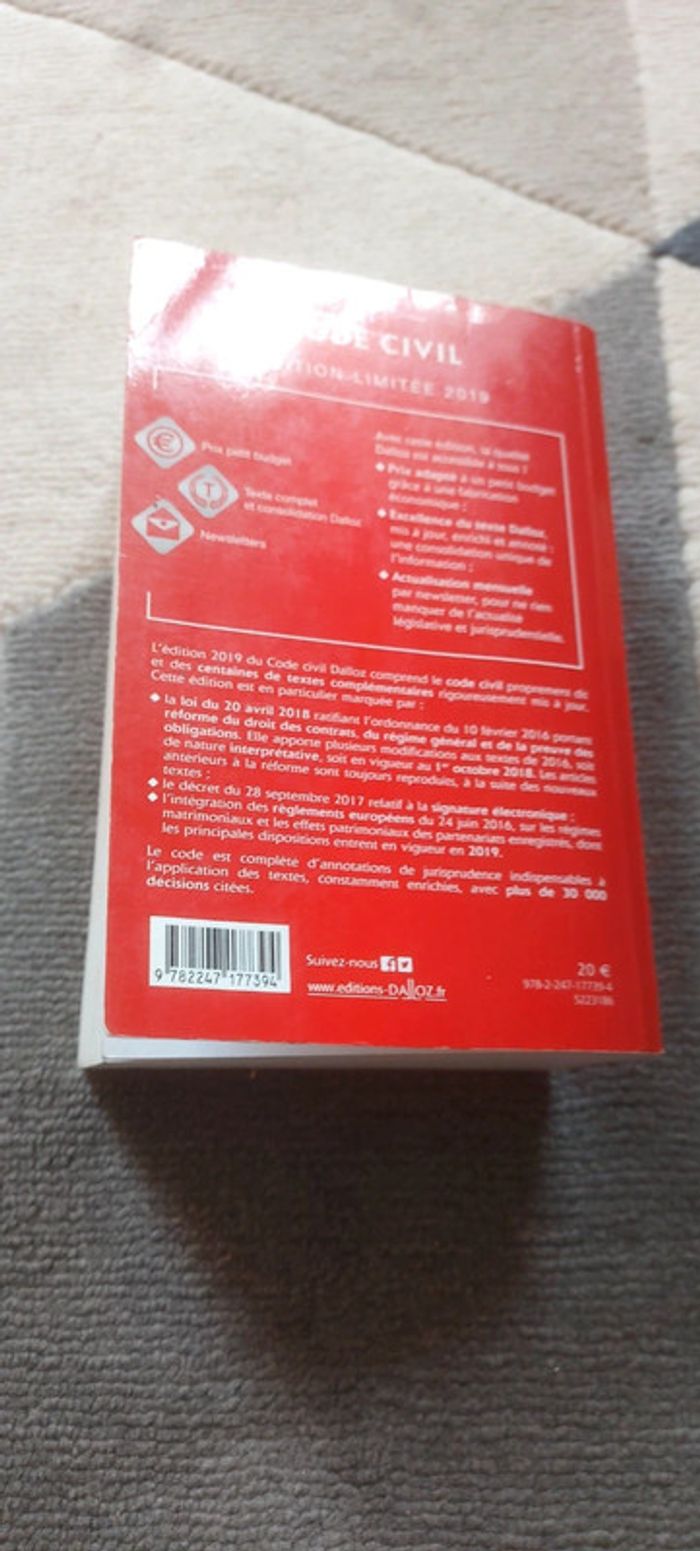 CODE CIVIL
ÉDITION LIMITÉE 2019
Prix petit budget
Texte complet
et consolidation Dalloz
Newsletters
Avec cette édition, la qualité
Dalloz est accessible à tous !
Prix adapté à un petit budget
grâce à une fabrication
économique ;
Excellence du texte Dalloz,
mis à jour, enrichi et annoté :
une consolidation unique de
l'information ;
Actualisation mensuelle
par newsletter, pour ne rien
manquer de l'actualité
législative et jurisprudentielle.
L'édition 2019 du Code civil Dalloz comprend le code civil proprement dit
et des centaines de textes complémentaires rigoureusement mis à jour.
Cette édition est en particulier marquée par :
la loi du 20 avril 2018 ratifiant l'ordonnance du 10 février 2016 portant
réforme du droit des contrats, du régime général et de la preuve des
obligations. Elle apporte plusieurs modifications aux textes de 2016, soit
de nature interprétative, soit en vigueur au 1er octobre 2018. Les articles
antérieurs à la réforme sont toujours reproduits, à la suite des nouveaux
textes ;
le décret du 28 septembre 2017 relatif à la signature électronique ;
l'intégration des règlements européens du 24 juin 2016, sur les régimes
matrimoniaux et les effets patrimoniaux des partenariats enregistrés, dont
les principales dispositions entrent en vigueur en 2019.
Le code est complété d'annotations de jurisprudence indispensables à
l'application des textes, constamment enrichies, avec plus de 30 000
décisions citées.
9 782247 177394
Suivez-nous
www.editions-DALLOZ.fr
20 €
978-2-247-17739-4
5223186